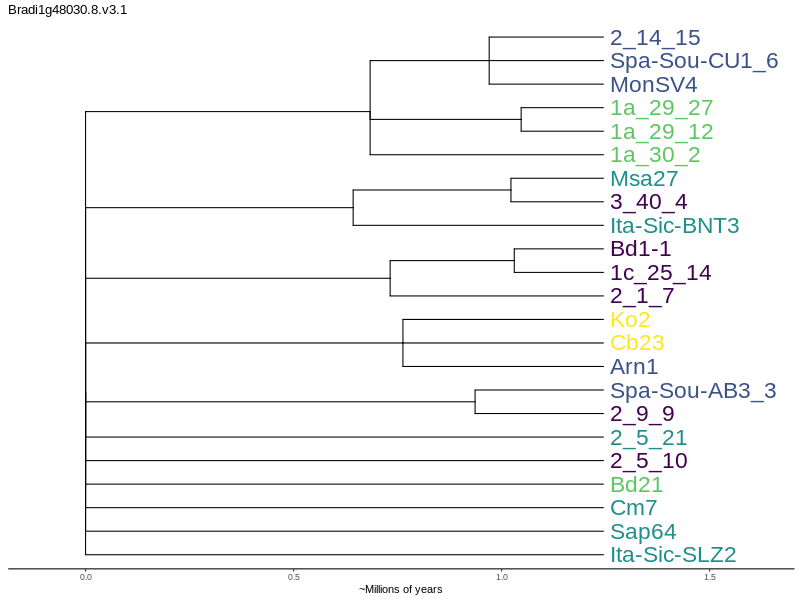 Bradi1g48030.8.v3.1
2_14_15
Spa-Sou-CU1_6
MonSV4
1a_29_27
1a_29_12
1a_30_2
Msa27
3_40_4
Ita-Sic-BNT3
Bd1-1
1c_25_14
2_1_7
Ko2
Cb23
Arn1
Spa-Sou-AB3_3
2_9_9
2_5_21
2_5_10
Bd21
Cm7
Sap64
Ita-Sic-SLZ2
0.0 0.5 1.0 1.5
~Millions of years